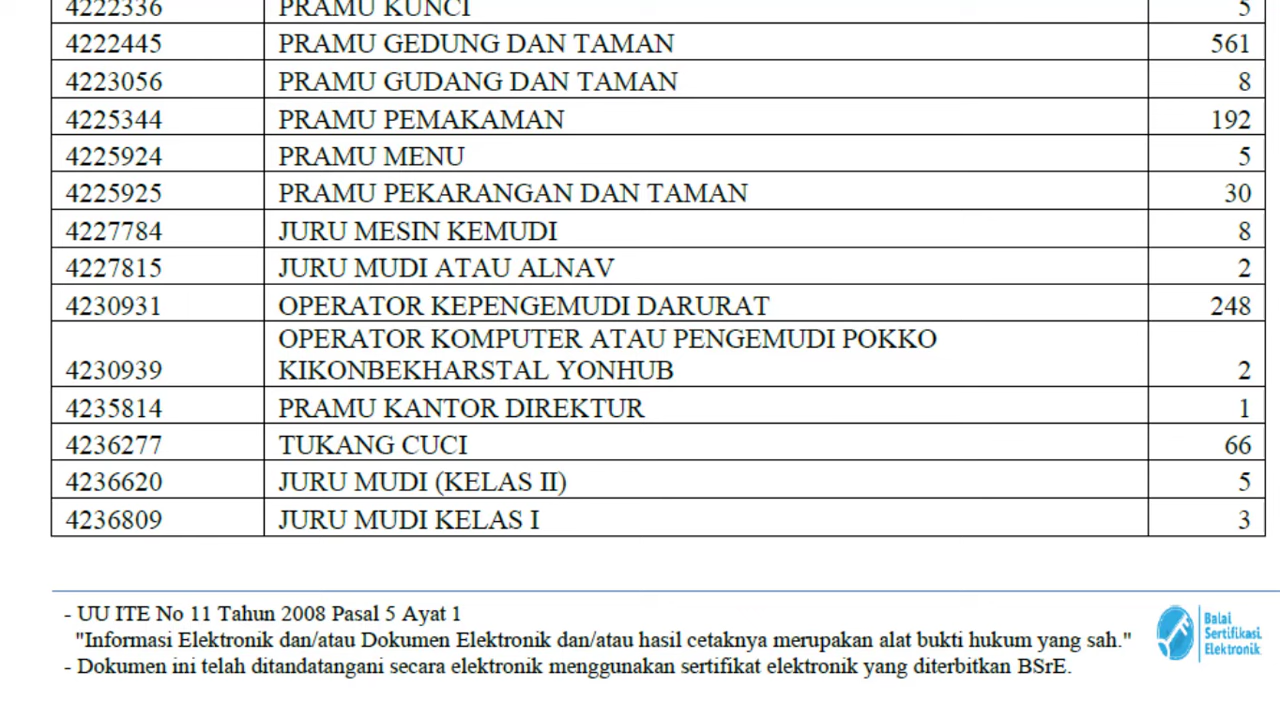 4222336 PRAMU KUNCI 5
4222445 PRAMU GEDUNG DAN TAMAN 561
4223056 PRAMU GUDANG DAN TAMAN 8
4225344 PRAMU PEMAKAMAN 192
4225924 PRAMU MENU 5
4225925 PRAMU PEKARANGAN DAN TAMAN 30
4227784 JURU MESIN KEMUDI 8
4227815 JURU MUDI ATAU ALNAV 2
4230931 OPERATOR KEPENGEMUDI DARURAT 248
OPERATOR KOMPUTER ATAU PENGEMUDI POKKO
4230939 KIKONBEKHARSTAL YONHUB 2
4235814 PRAMU KANTOR DIREKTUR 1
4236277 TUKANG CUCI 66
4236620 JURU MUDI (KELAS II) 5
4236809 JURU MUDI KELAS I 3
- UU ITE No 11 Tahun 2008 Pasal 5 Ayat 1
"Informasi Elektronik dan/atau Dokumen Elektronik dan/atau hasil cetaknya merupakan alat bukti hukum yang sah."
- Dokumen ini telah ditandatangani secara elektronik menggunakan sertifikat elektronik yang diterbitkan BSrE.
Balai
Sertifikasi
Elektronik